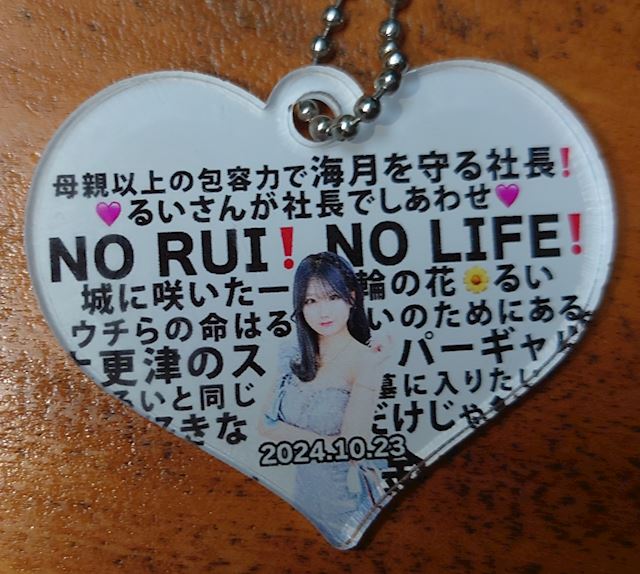 母親以上の包容力で海月を守る社長❗
💗るいさんが社長でしあわせ💗
NO RUI❗NO LIFE❗
城に咲いた一輪の花🌼るい
ウチらの命はるいのためにある
更津のスーパーギャル
るいと同じ墓に入りたい
きな だけじゃ
2024.10.23